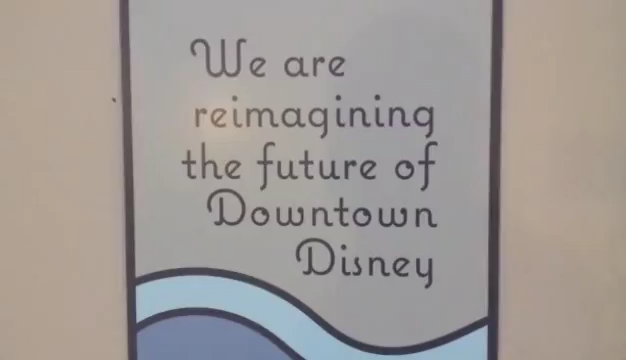 We are
reimagining
the future of
Downtown
Disney